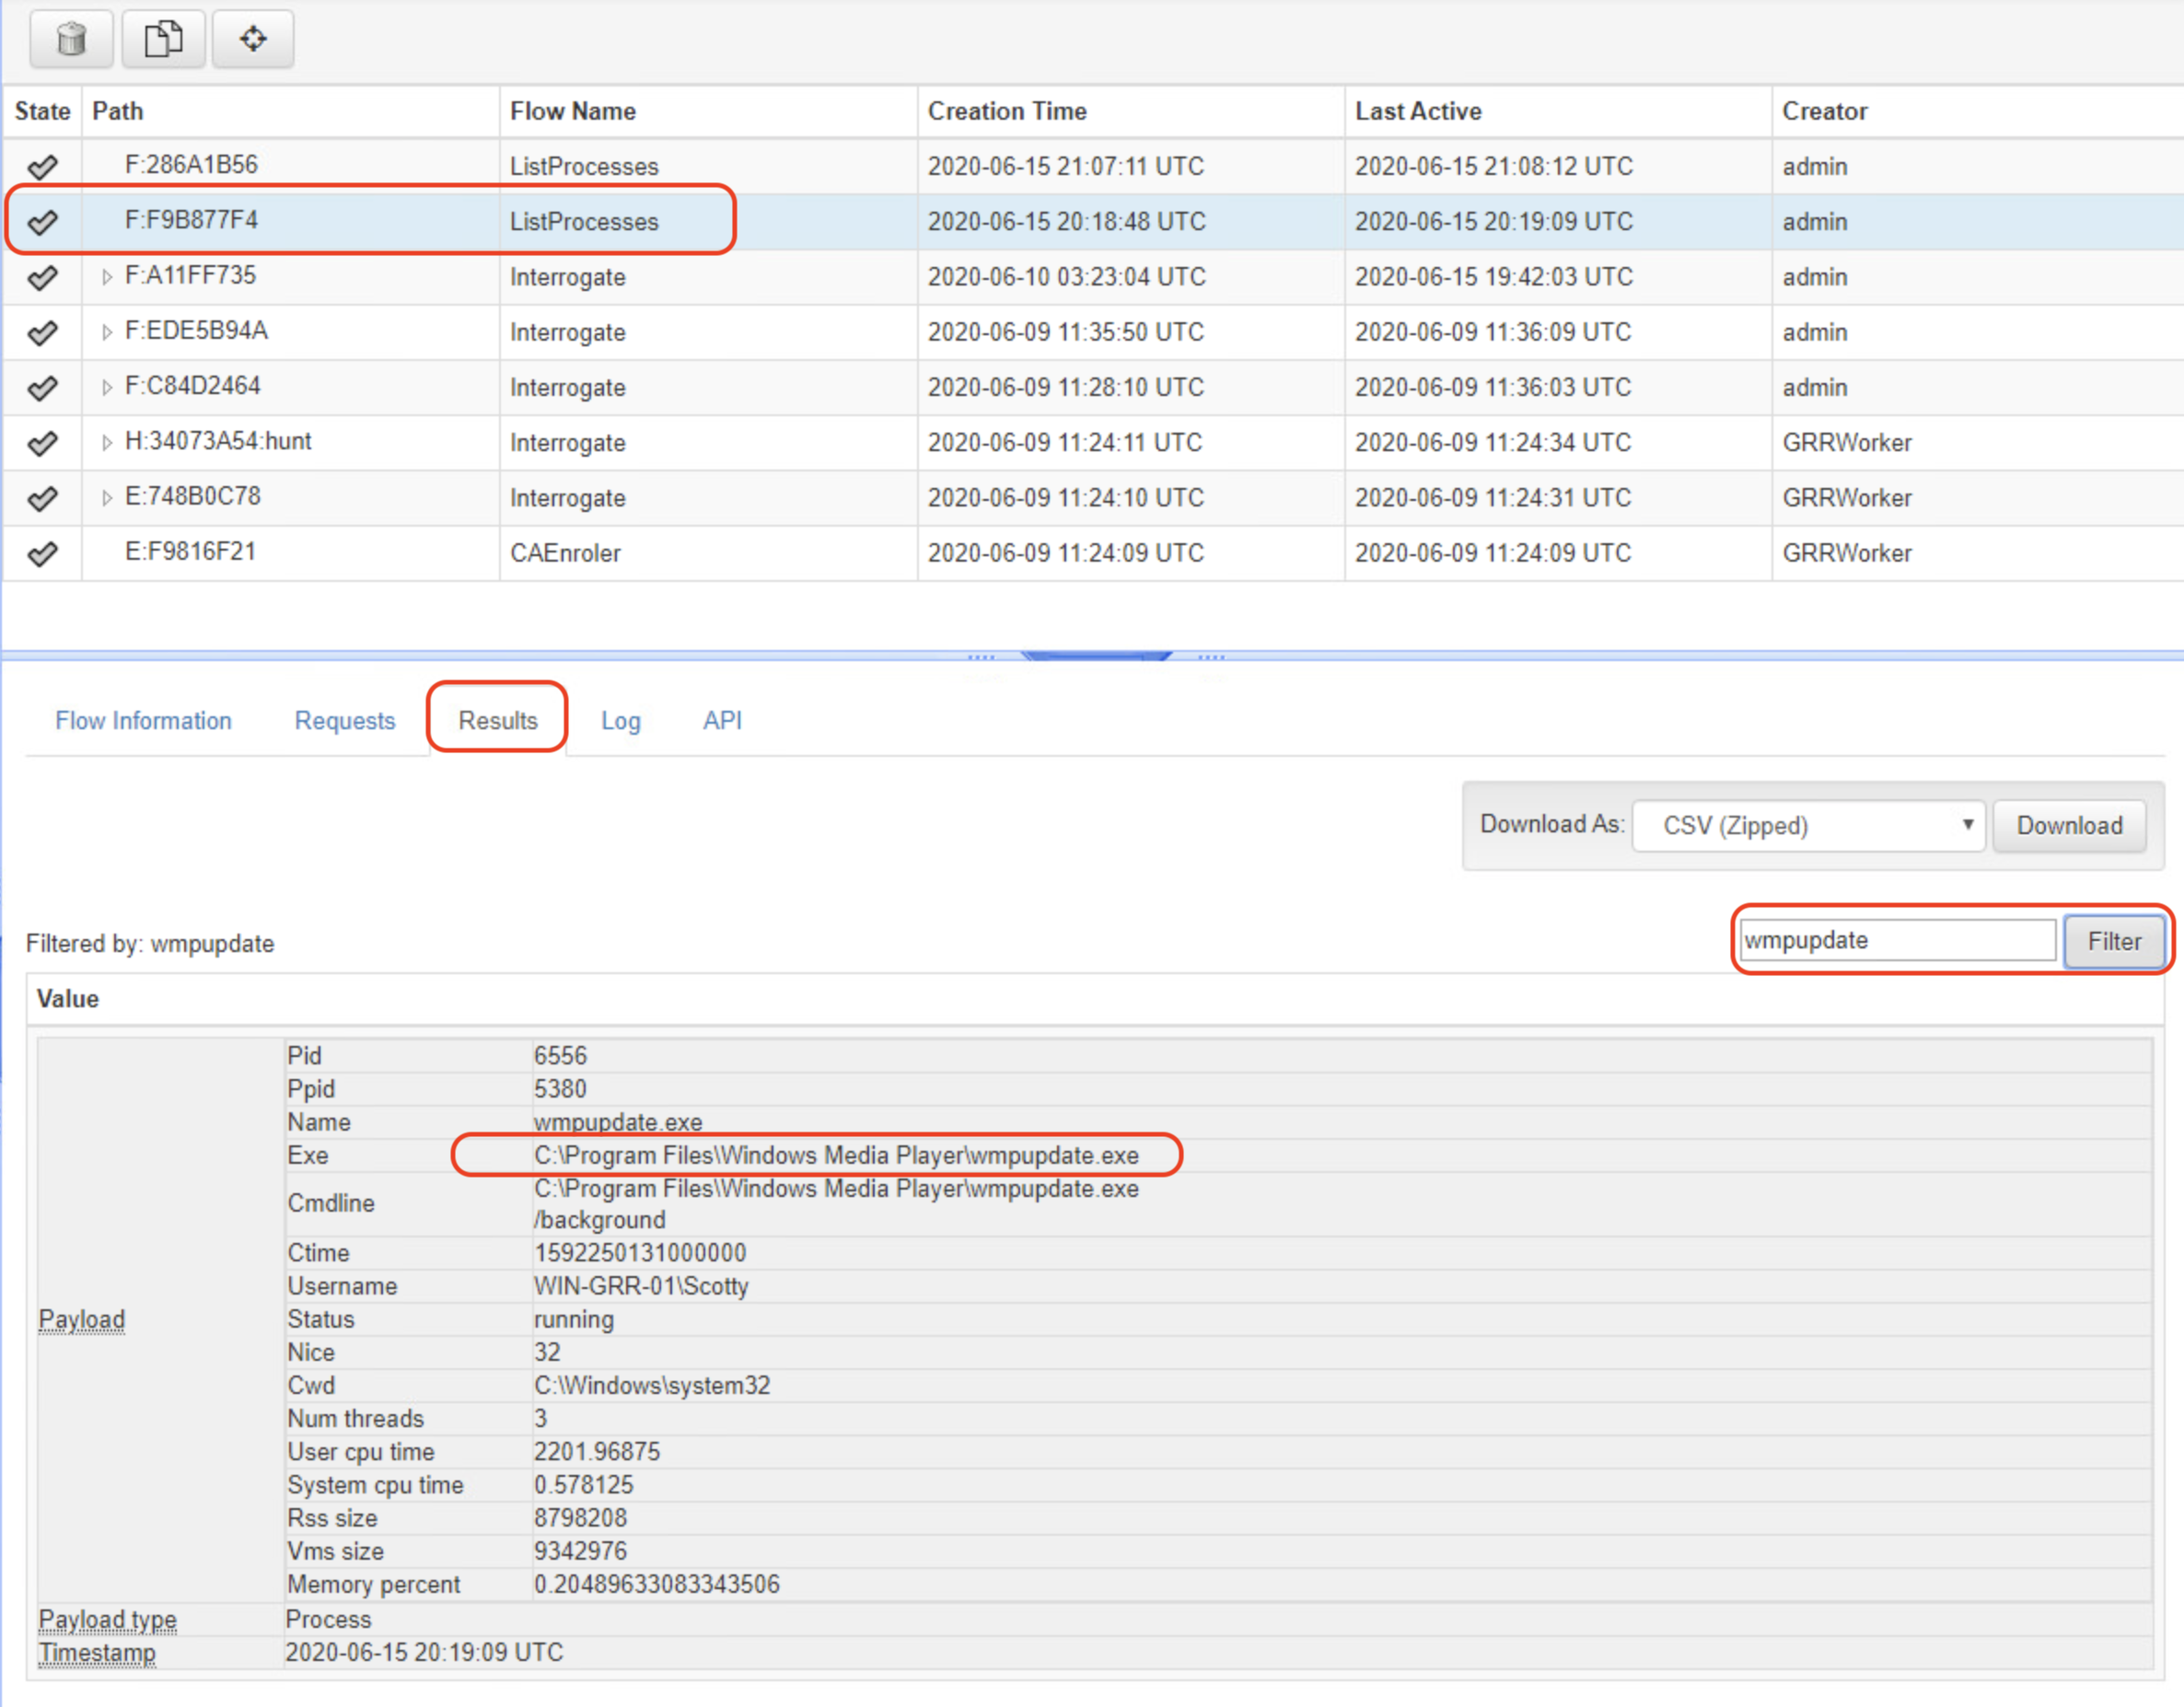 State Path Flow Name Creation Time Last Active Creator
F:286A1B56 ListProcesses 2020-06-15 21:07:11 UTC 2020-06-15 21:08:12 UTC admin
F:F9B877F4 ListProcesses 2020-06-15 20:18:48 UTC 2020-06-15 20:19:09 UTC admin
F:A11FF735 Interrogate 2020-06-10 03:23:04 UTC 2020-06-15 19:42:03 UTC admin
F:EDE5B94A Interrogate 2020-06-09 11:35:50 UTC 2020-06-09 11:36:09 UTC admin
F:C84D2464 Interrogate 2020-06-09 11:28:10 UTC 2020-06-09 11:36:03 UTC admin
H:34073A54:hunt Interrogate 2020-06-09 11:24:11 UTC 2020-06-09 11:24:34 UTC GRRWorker
E:748B0C78 Interrogate 2020-06-09 11:24:10 UTC 2020-06-09 11:24:31 UTC GRRWorker
E:F9816F21 CAEnroler 2020-06-09 11:24:09 UTC 2020-06-09 11:24:09 UTC GRRWorker
Flow Information Requests Results Log API
Download As: CSV (Zipped) Download
Filtered by: wmpupdate wmpupdate Filter
Value
Pid 6556
Ppid 5380
Name wmpupdate.exe
Exe C:\Program Files\Windows Media Player\wmpupdate.exe
Cmdline C:\Program Files\Windows Media Player\wmpupdate.exe
/background
Ctime 1592250131000000
Username WIN-GRR-01\Scotty
Payload Status running
Nice 32
Cwd C:\Windows\system32
Num threads 3
User cpu time 2201.96875
System cpu time 0.578125
Rss size 8798208
Vms size 9342976
Memory percent 0.20489633083343506
Payload type Process
Timestamp 2020-06-15 20:19:09 UTC